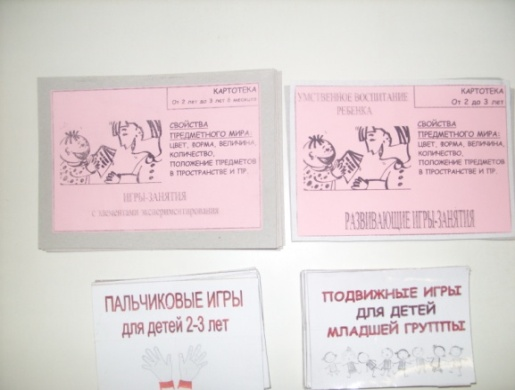 КАРТОТЕКА
От 2 лет до 3 лет 6 месяцев
СВОЙСТВА
ПРЕДМЕТНОГО МИРА:
ЦВЕТ, ФОРМА, ВЕЛИЧИНА,
КОЛИЧЕСТВО,
ПОЛОЖЕНИЕ ПРЕДМЕТОВ
В ПРОСТРАНСТВЕ И ПР.
ИГРЫ-ЗАНЯТИЯ
с элементами экспериментирования
УМСТВЕННОЕ ВОСПИТАНИЕ
РЕБЕНКА
КАРТОТЕКА
От 2 до 3 лет
СВОЙСТВА
ПРЕДМЕТНОГО МИРА:
ЦВЕТ, ФОРМА, ВЕЛИЧИНА,
КОЛИЧЕСТВО,
ПОЛОЖЕНИЕ ПРЕДМЕТОВ
В ПРОСТРАНСТВЕ И ПР.
РАЗВИВАЮЩИЕ ИГРЫ-ЗАНЯТИЯ
ПАЛЬЧИКОВЫЕ ИГРЫ
для детей 2-3 лет
ПОДВИЖНЫЕ ИГРЫ
ДЛЯ ДЕТЕЙ
МЛАДШЕЙ ГРУППЫ